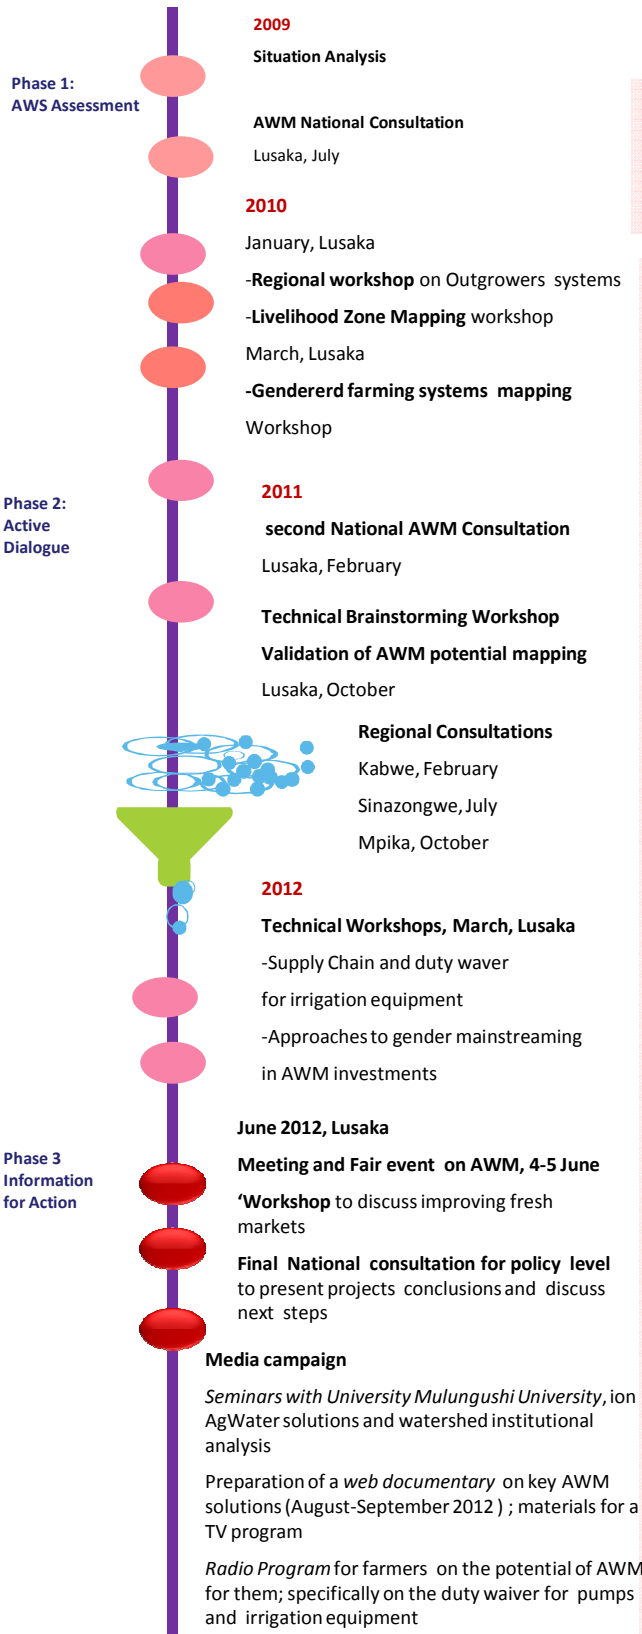 2009
Situation Analysis
Phase 1:
AWS Assessment
AWM National Consultation
Lusaka, July
2010
January, Lusaka
-Regional workshop on Outgrowers systems
-Livelihood Zone Mapping workshop
March, Lusaka
-Gendererd farming systems mapping
Workshop
Phase 2:
Active
Dialogue
2011
second National AWM Consultation
Lusaka, February
Technical Brainstorming Workshop
Validation of AWM potential mapping
Lusaka, October
Regional Consultations
Kabwe, February
Sinazongwe, July
Mpika, October
2012
Technical Workshops, March, Lusaka
-Supply Chain and duty waver
for irrigation equipment
-Approaches to gender mainstreaming
in AWM investments
Phase 3
Information
for Action
June 2012, Lusaka
Meeting and Fair event on AWM, 4-5 June
‘Workshop to discuss improving fresh
markets
Final National consultation for policy level
to present projects conclusions and discuss
next steps
Media campaign
Seminars with University Mulungushi University, ion
AgWater solutions and watershed institutional
analysis
Preparation of a web documentary on key AWM
solutions (August-September 2012 ) ; materials for a
TV program
Radio Program for farmers on the potential of AWM
for them; specifically on the duty waiver for pumps
and irrigation equipment